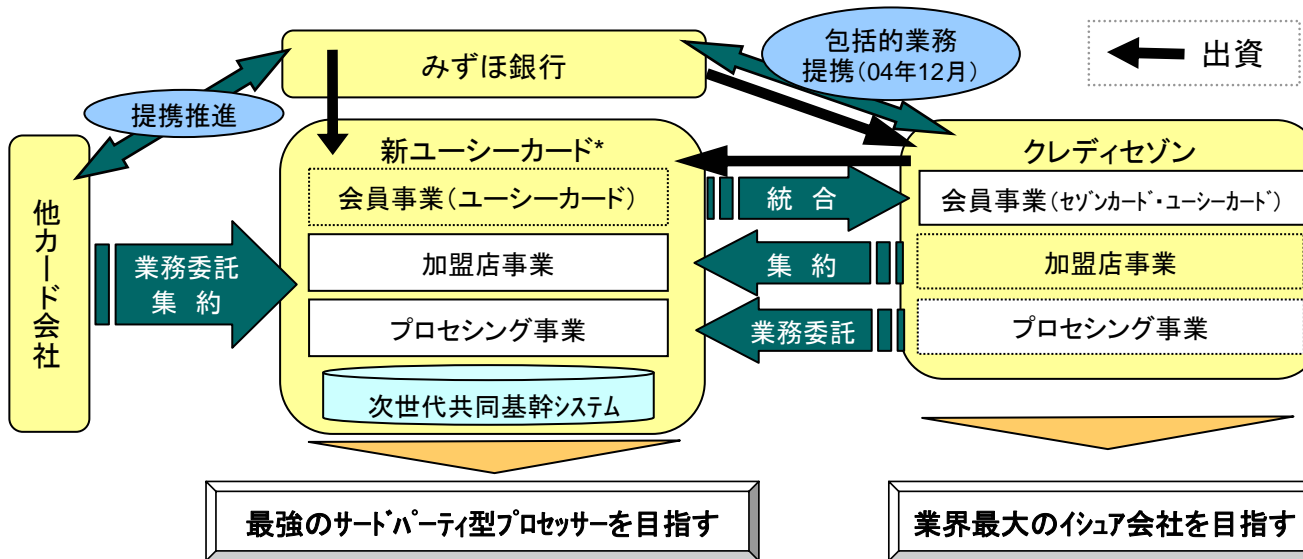 みずほ銀行
包括的業務
提携(04年12月)
出資
提携推進
新ユーシーカード*
クレディセゾン
他カード会社
会員事業(ユーシーカード)
統 合
会員事業(セゾンカード・ユーシーカード)
業務委託
集 約
加盟店事業
集 約
加盟店事業
プロセシング事業
業務委託
プロセシング事業
次世代共同基幹システム
最強のサードパーティ型プロセッサーを目指す
業界最大のイシュア会社を目指す